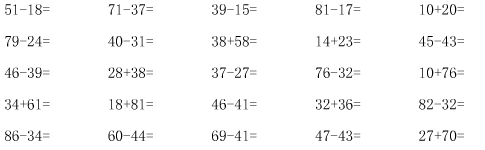 51-18= 71-37= 39-15= 81-17= 10+20=
79-24= 40-31= 38+58= 14+23= 45-43=
46-39= 28+38= 37-27= 76-32= 10+76=
34+61= 18+81= 46-41= 32+36= 82-32=
86-34= 60-44= 69-41= 47-43= 27+70=